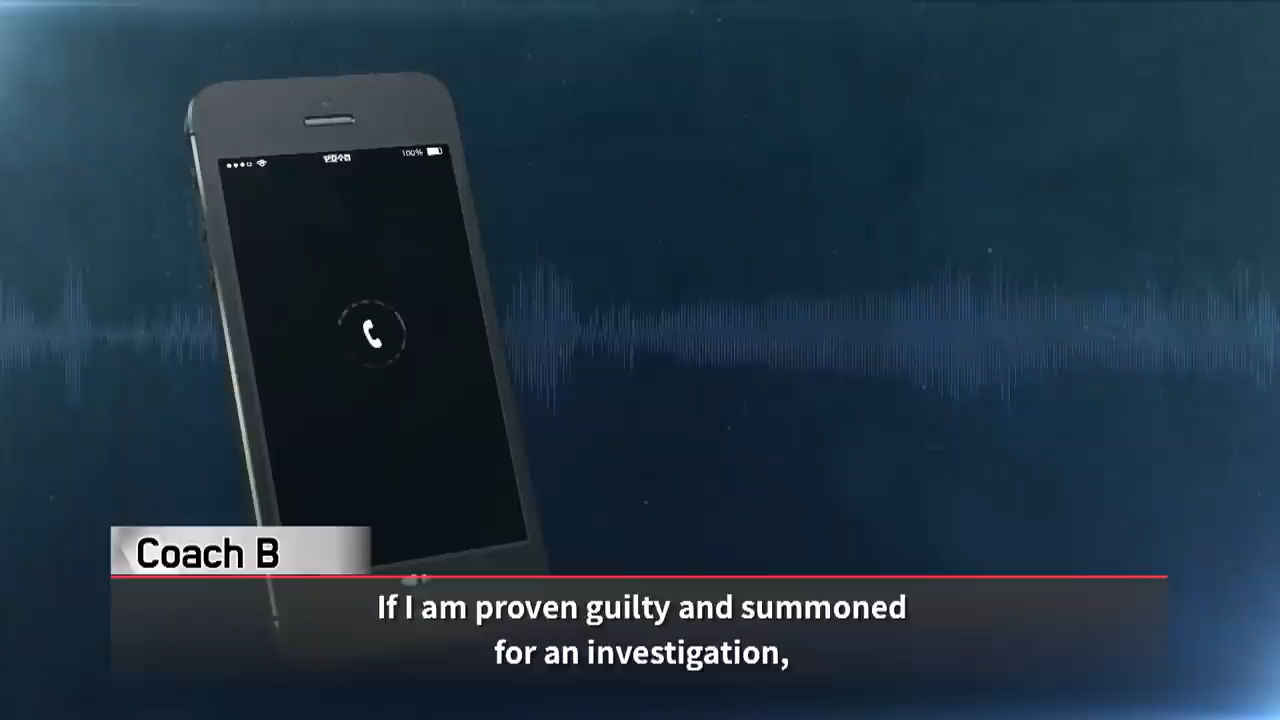 100%
Coach B
If I am proven guilty and summoned
for an investigation,